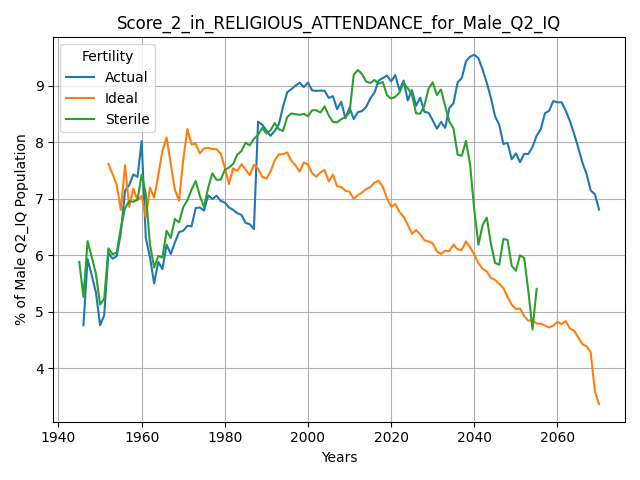 Score_2_in_RELIGIOUS_ATTENDANCE_for_Male_Q2_IQ
Fertility
Actual
Ideal
Sterile
% of Male Q2_IQ Population
9
8
7
6
5
4
1940 1960 1980 2000 2020 2040 2060
Years